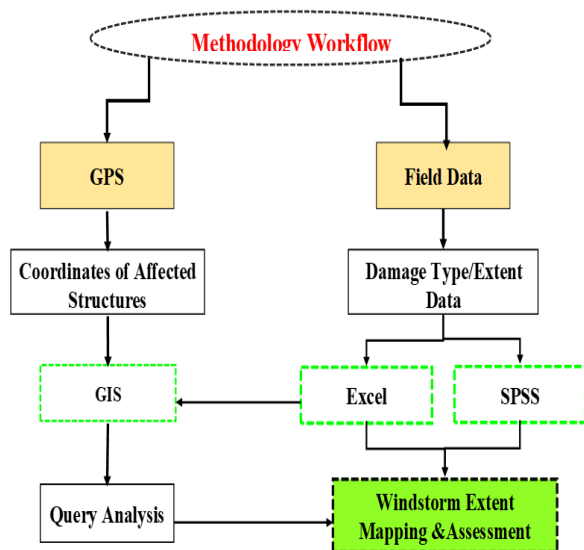 Methodology Workflow
GPS
Field Data
Coordinates of Affected
Structures
Damage Type/Extent
Data
GIS
Excel
SPSS
Query Analysis
Windstorm Extent
Mapping &Assessment